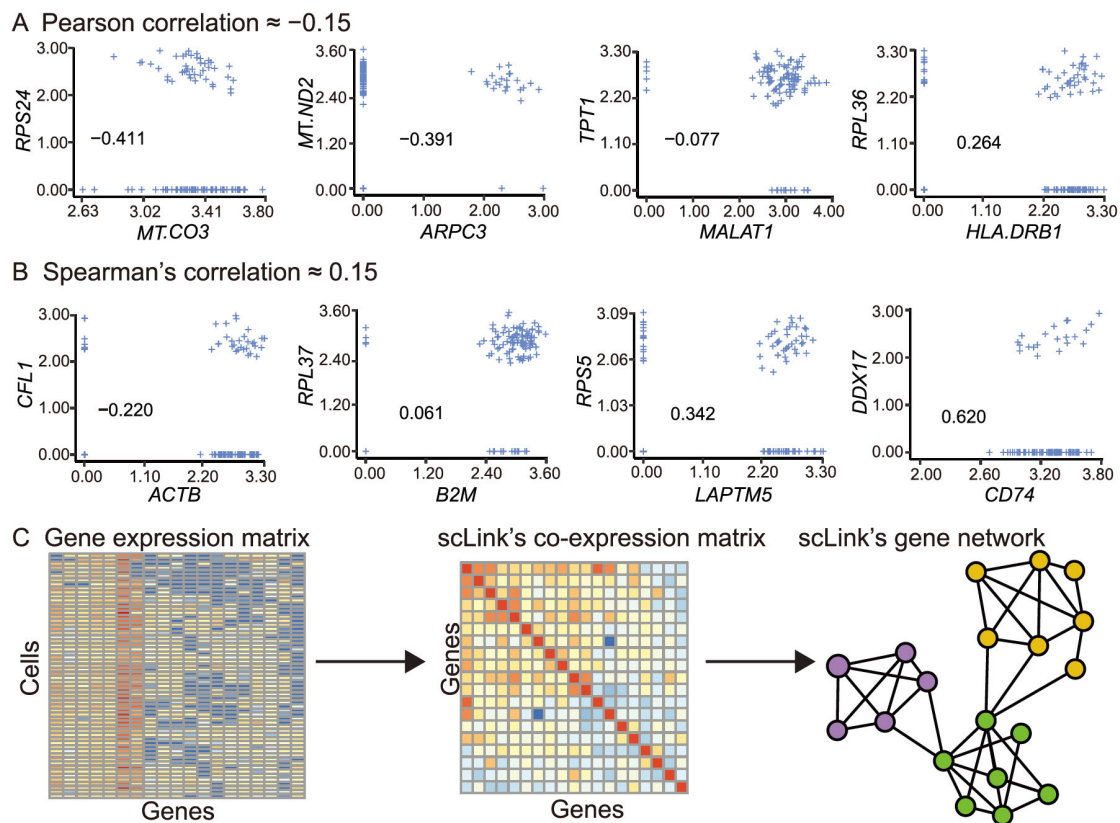 A Pearson correlation ≈ −0.15
3.00
2.00
1.00
0.00
RPS24
−0.411
2.63 3.02 3.41 3.80
MT.CO3
3.60
2.40
1.20
0.00
MT.ND2
−0.391
0.00 1.00 2.00 3.00
ARPC3
3.30
2.20
1.10
0.00
TPT1
−0.077
0.00 1.00 2.00 3.00 4.00
MALAT1
3.30
2.20
1.10
0.00
RPL36
0.264
0.00 1.10 2.20 3.30
HLA.DRB1
B Spearman’s correlation ≈ 0.15
3.00
2.00
1.00
0.00
CFL1
−0.220
0.00 1.10 2.20 3.30
ACTB
3.60
2.40
1.20
0.00
RPL37
0.061
0.00 1.20 2.40 3.60
B2M
3.09
2.06
1.03
0.00
RPS5
0.342
0.00 1.10 2.20 3.30
LAPTM5
3.00
2.00
1.00
0.00
DDX17
0.620
2.00 2.60 3.20 3.80
CD74
C Gene expression matrix
Cells
Genes
scLink’s co-expression matrix
Genes
Genes
scLink’s gene network